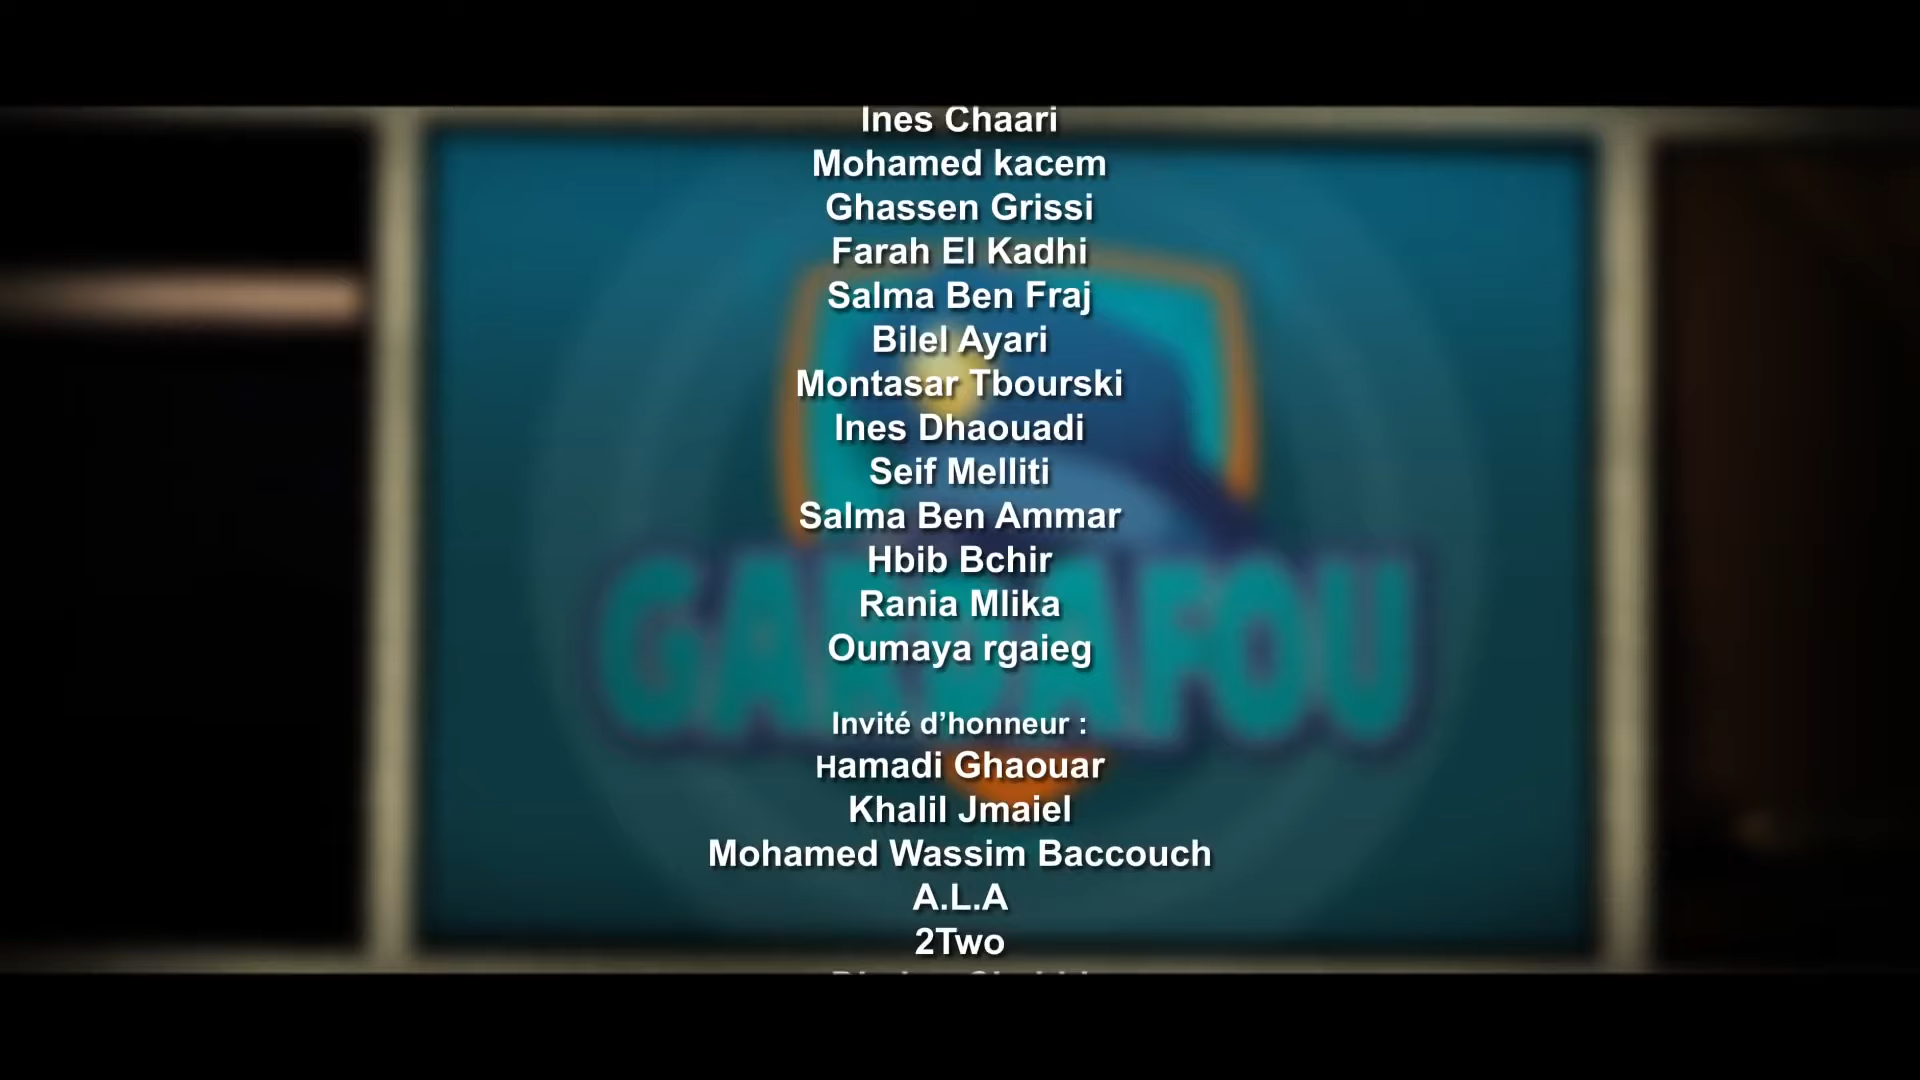 Ines Chaari
Mohamed kacem
Ghassen Grissi
Farah El Kadhi
Salma Ben Fraj
Bilel Ayari
Montasar Tbourski
Ines Dhaouadi
Seif Melliti
Salma Ben Ammar
Hbib Bchir
Rania Mlika
Oumaya rgaieg
Invité d’honneur :
Hamadi Ghaouar
Khalil Jmaiel
Mohamed Wassim Baccouch
A.L.A
2Two
GARDAFOU